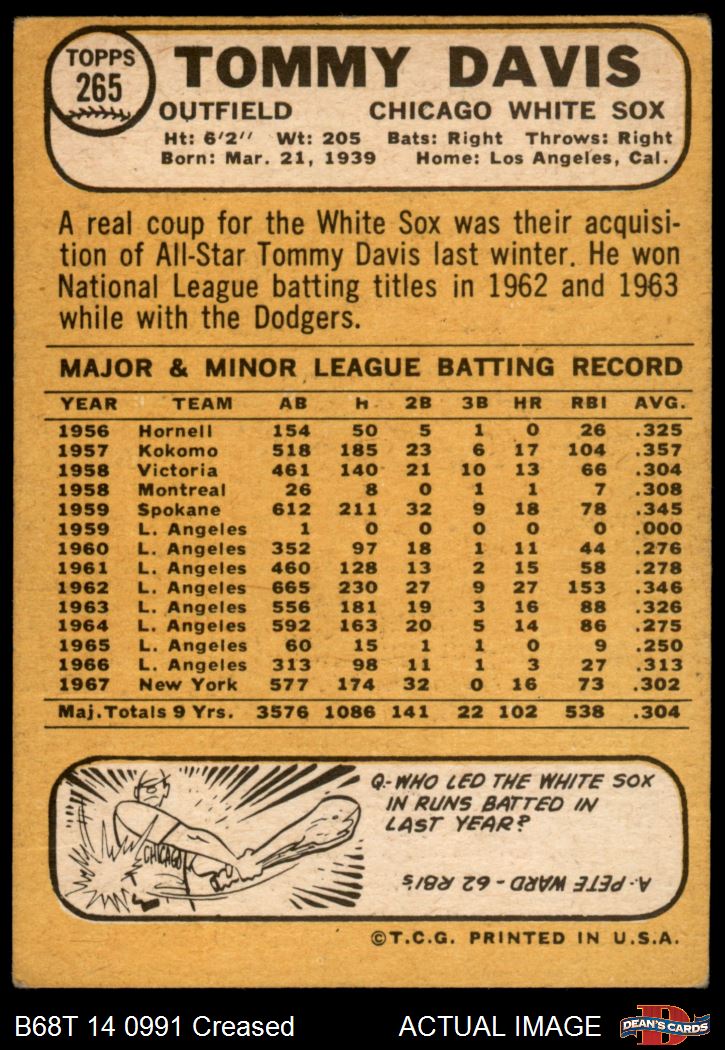 TOPPS
265
TOMMY DAVIS
OUTFIELD CHICAGO WHITE SOX
Ht: 6'2" Wt: 205 Bats: Right Throws: Right
Born: Mar. 21, 1939 Home: Los Angeles, Cal.
A real coup for the White Sox was their acquisi-
tion of All-Star Tommy Davis last winter. He won
National League batting titles in 1962 and 1963
while with the Dodgers.
MAJOR & MINOR LEAGUE BATTING RECORD
YEAR TEAM AB H 2B 3B HR RBI AVG.
1956 Hornell 154 50 5 1 0 26 .325
1957 Kokomo 518 185 23 6 17 104 .357
1958 Victoria 461 140 21 10 13 66 .304
1958 Montreal 26 8 0 1 1 7 .308
1959 Spokane 612 211 32 9 18 78 .345
1959 L. Angeles 1 0 0 0 0 0 .000
1960 L. Angeles 352 97 18 1 11 44 .276
1961 L. Angeles 460 128 13 2 15 58 .278
1962 L. Angeles 665 230 27 9 27 153 .346
1963 L. Angeles 556 181 19 3 16 88 .326
1964 L. Angeles 592 163 20 5 14 86 .275
1965 L. Angeles 60 15 1 1 0 9 .250
1966 L. Angeles 313 98 11 1 3 27 .313
1967 New York 577 174 32 0 16 73 .302
Maj. Totals 9 Yrs. 3576 1086 141 22 102 538 .304
CHICAGO
Q.-WHO LED THE WHITE SOX
IN RUNS BATTED IN
LAST YEAR?
A. PETE WARD - 62 RBI's
©T.C.G. PRINTED IN U.S.A.
B68T 14 0991 Creased ACTUAL IMAGE
D
DEAN'S CARDS